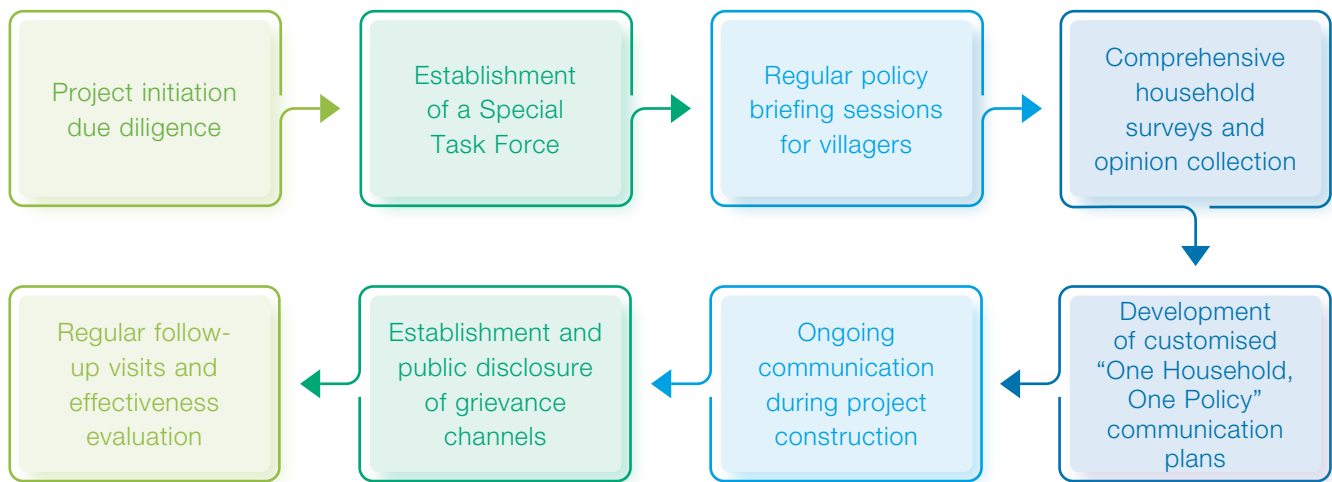 Project initiation
due diligence
Establishment
of a Special
Task Force
Regular policy
briefing sessions
for villagers
Comprehensive
household
surveys and
opinion collection
Development
of customised
“One Household,
One Policy”
communication
plans
Ongoing
communication
during project
construction
Establishment and
public disclosure
of grievance
channels
Regular follow-
up visits and
effectiveness
evaluation